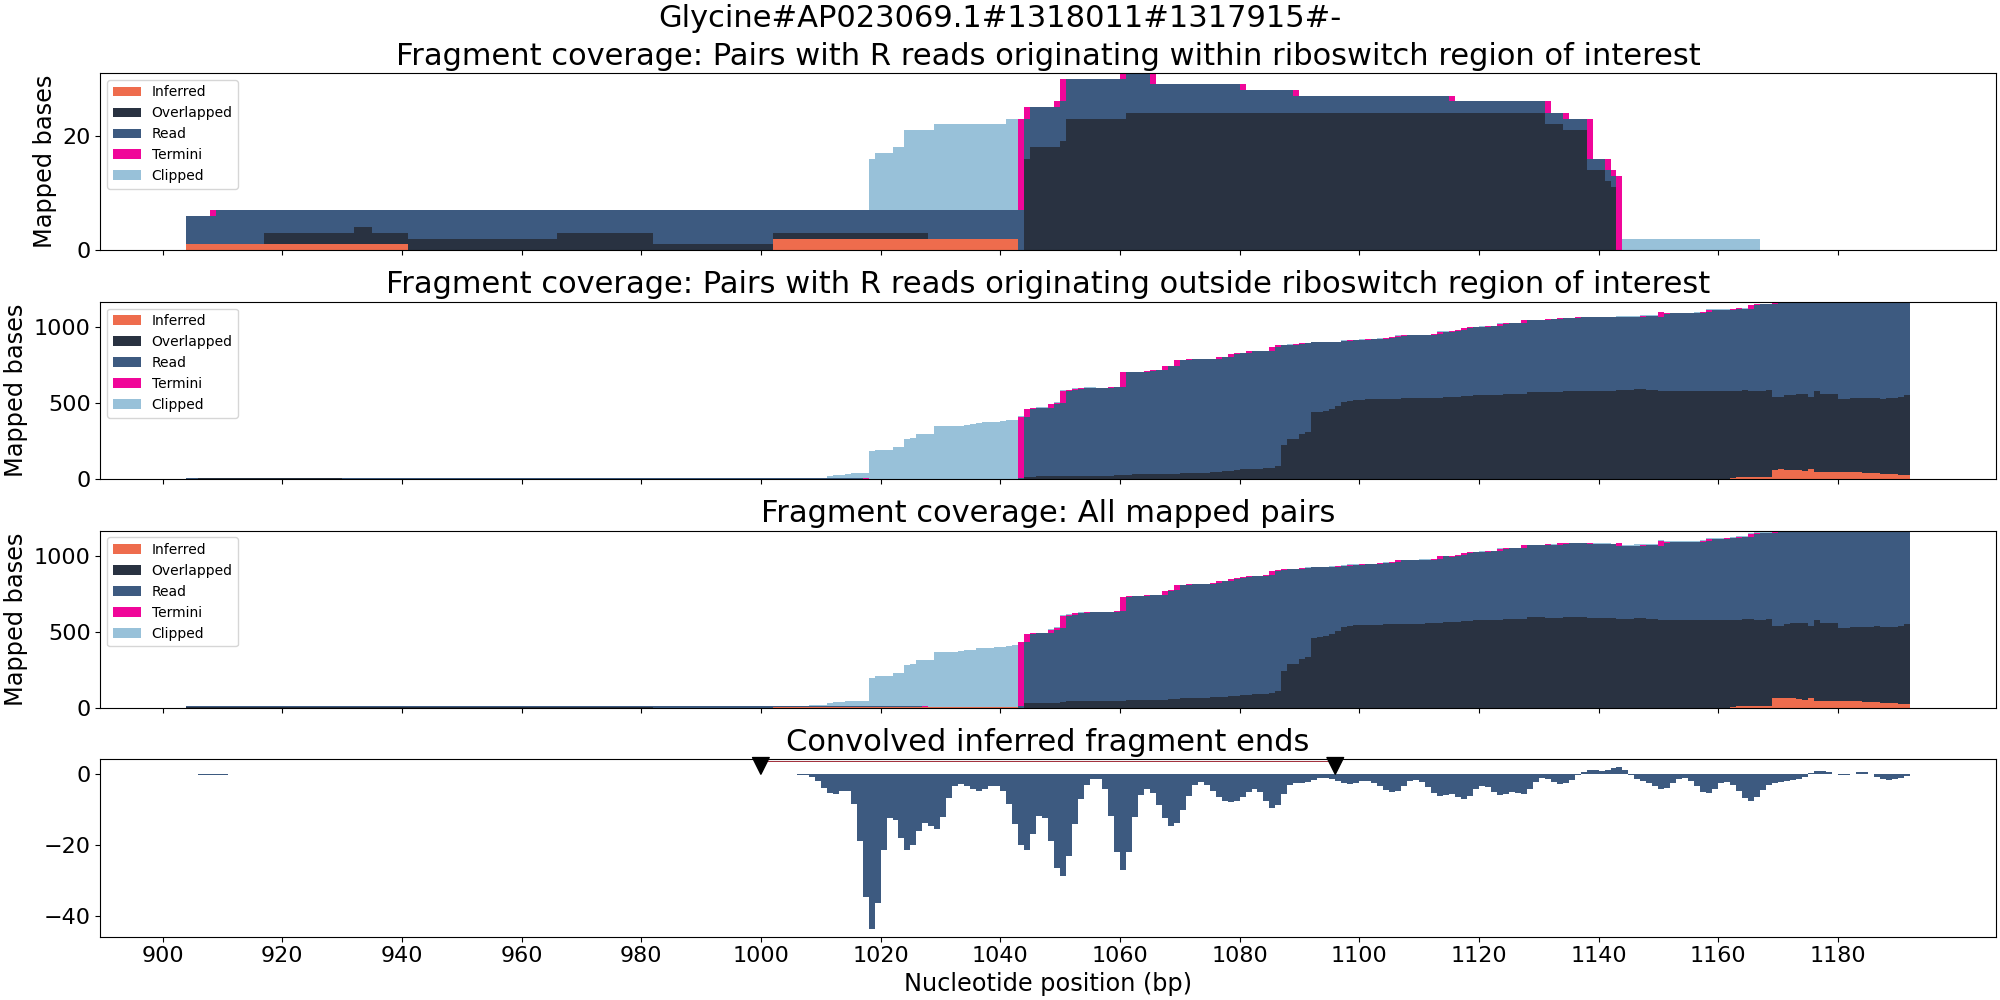 Glycine#AP023069.1#1318011#1317915#-
Fragment coverage: Pairs with R reads originating within riboswitch region of interest
Mapped bases
20
0
Inferred
Overlapped
Read
Termini
Clipped
Fragment coverage: Pairs with R reads originating outside riboswitch region of interest
Mapped bases
1000
500
0
Inferred
Overlapped
Read
Termini
Clipped
Fragment coverage: All mapped pairs
Mapped bases
1000
500
0
Inferred
Overlapped
Read
Termini
Clipped
Convolved inferred fragment ends
0
−20
−40
900 920 940 960 980 1000 1020 1040 1060 1080 1100 1120 1140 1160 1180
Nucleotide position (bp)